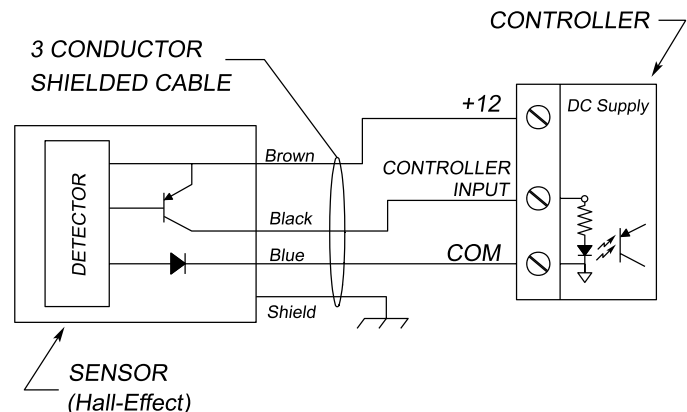 CONTROLLER
3 CONDUCTOR
SHIELDED CABLE
+12
DC Supply
Brown
CONTROLLER
INPUT
DETECTOR
Black
Blue
COM
Shield
SENSOR
(Hall-Effect)